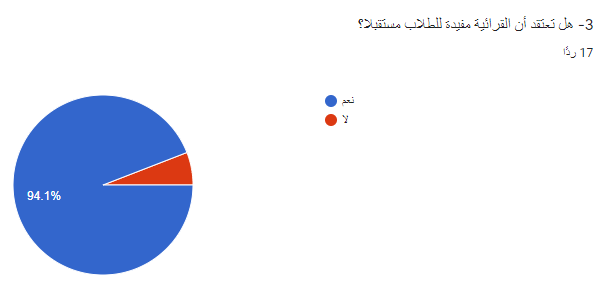 3- هل تعتقد أن القرائية مفيدة للطلاب مستقبلا؟
17 ردًا
نعم
لا
94.1%